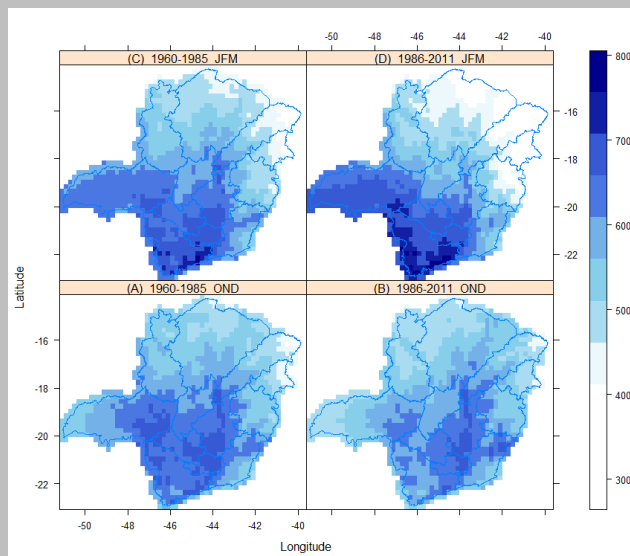 -50 -48 -46 -44 -42 -40
(C) 1960-1985 JFM
(D) 1986-2011 JFM
-16
-18
-20
-22
(A) 1960-1985 OND
(B) 1986-2011 OND
-16
-18
-20
-22
-50 -48 -46 -44 -42 -40
Latitude
Longitude
800
700
600
500
400
300